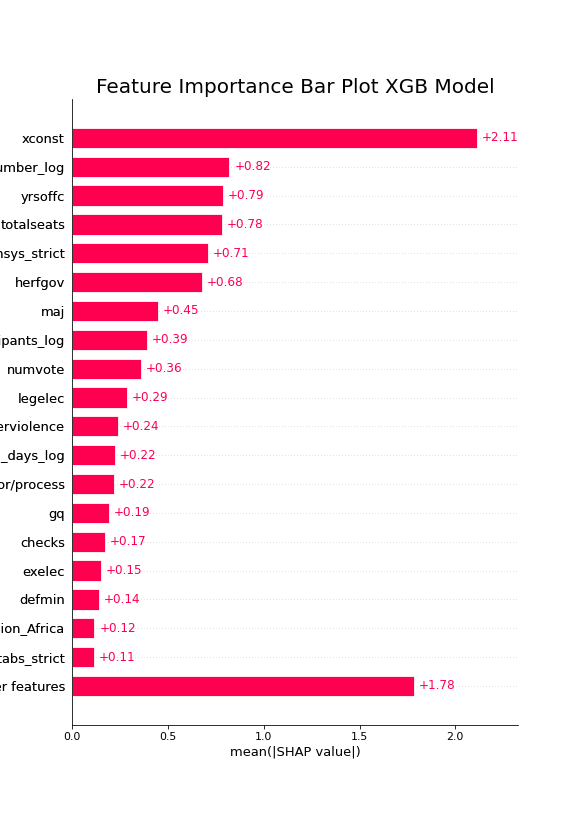 Feature Importance Bar Plot XGB Model
xconst +2.11
umber_log +0.82
yrsoffc +0.79
totalseats +0.78
nsys_strict +0.71
herfgov +0.68
maj +0.45
ipants_log +0.39
numvote +0.36
legelec +0.29
erviolence +0.24
_days_log +0.22
or/process +0.22
gq +0.19
checks +0.17
exelec +0.15
defmin +0.14
ion_Africa +0.12
tabs_strict +0.11
er features +1.78
0.0 0.5 1.0 1.5 2.0
mean(|SHAP value|)